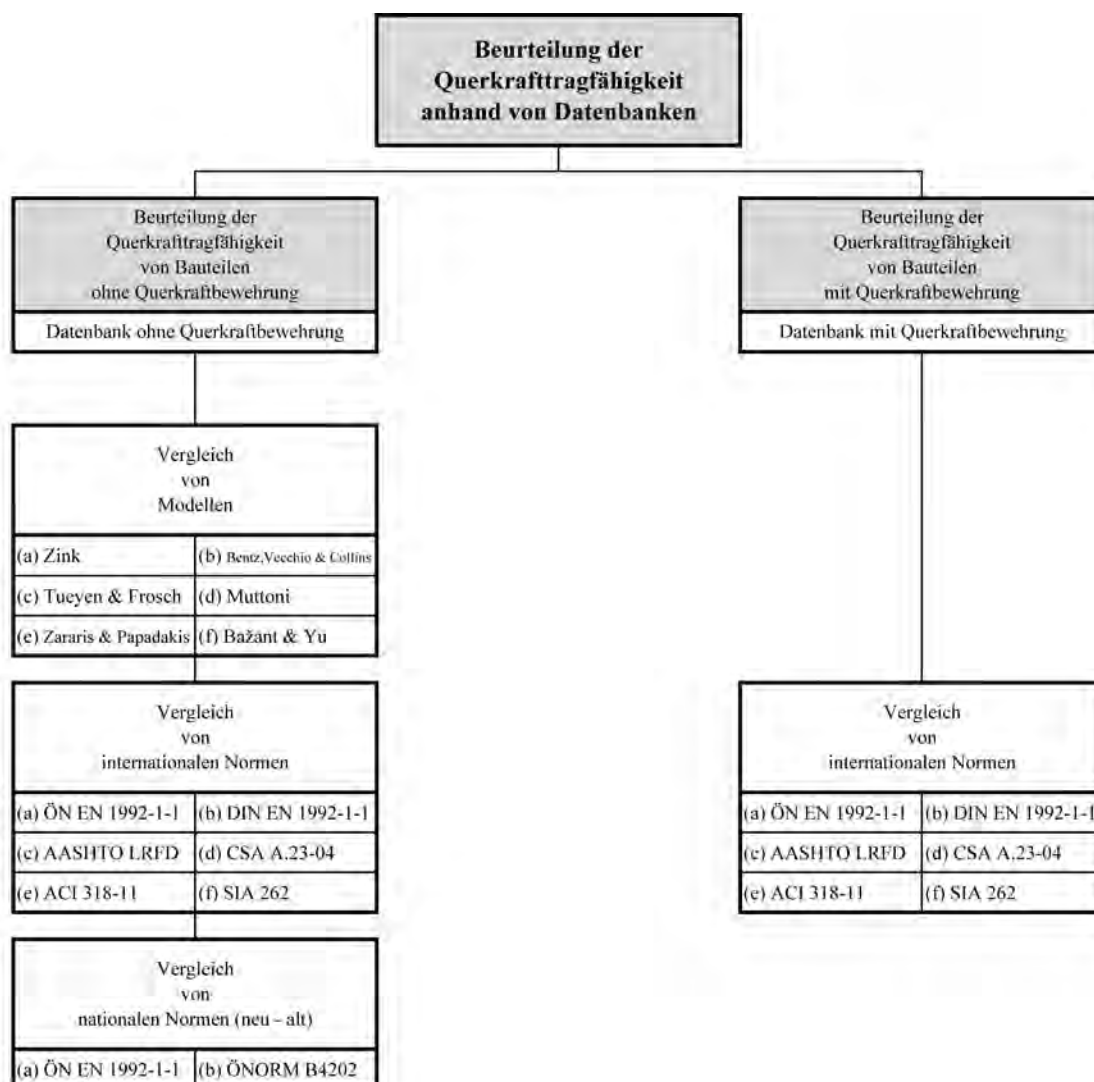 Beurteilung der
Querkrafttragfähigkeit
anhand von Datenbanken
Beurteilung der
Querkrafttragfähigkeit
von Bauteilen
ohne Querkraftbewehrung
Datenbank ohne Querkraftbewehrung
Vergleich
von
Modellen
(a) Zink
(b) Bentz,Vecchio & Collins
(c) Tueyen & Frosch
(d) Muttoni
(e) Zararis & Papadakis
(f) Bažant & Yu
Vergleich
von
internationalen Normen
(a) ÖN EN 1992-1-1
(b) DIN EN 1992-1-1
(c) AASHTO LRFD
(d) CSA A.23-04
(e) ACI 318-11
(f) SIA 262
Vergleich
von
nationalen Normen (neu – alt)
(a) ÖN EN 1992-1-1
(b) ÖNORM B4202
Beurteilung der
Querkrafttragfähigkeit
von Bauteilen
mit Querkraftbewehrung
Datenbank mit Querkraftbewehrung
Vergleich
von
internationalen Normen
(a) ÖN EN 1992-1-1
(b) DIN EN 1992-1-1
(c) AASHTO LRFD
(d) CSA A.23-04
(e) ACI 318-11
(f) SIA 262